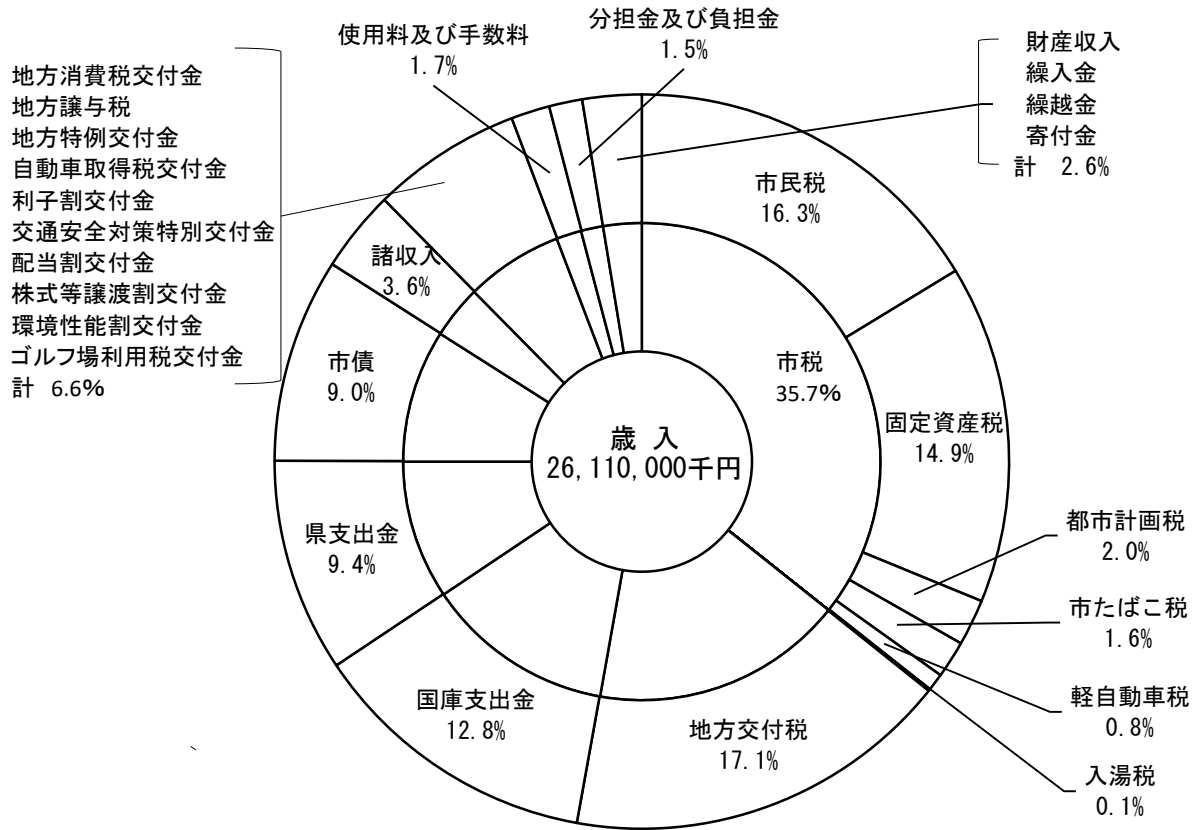 使用料及び手数料
1.7%
分担金及び負担金
1.5%
財産収入
繰入金
繰越金
寄付金
計 2.6%
地方消費税交付金
地方譲与税
地方特例交付金
自動車取得税交付金
利子割交付金
交通安全対策特別交付金
配当割交付金
株式等譲渡割交付金
環境性能割交付金
ゴルフ場利用税交付金
計 6.6%
市民税
16.3%
諸収入
3.6%
市債
9.0%
市税
35.7%
固定資産税
14.9%
歳 入
26,110,000千円
県支出金
9.4%
都市計画税
2.0%
市たばこ税
1.6%
軽自動車税
0.8%
入湯税
0.1%
国庫支出金
12.8%
地方交付税
17.1%